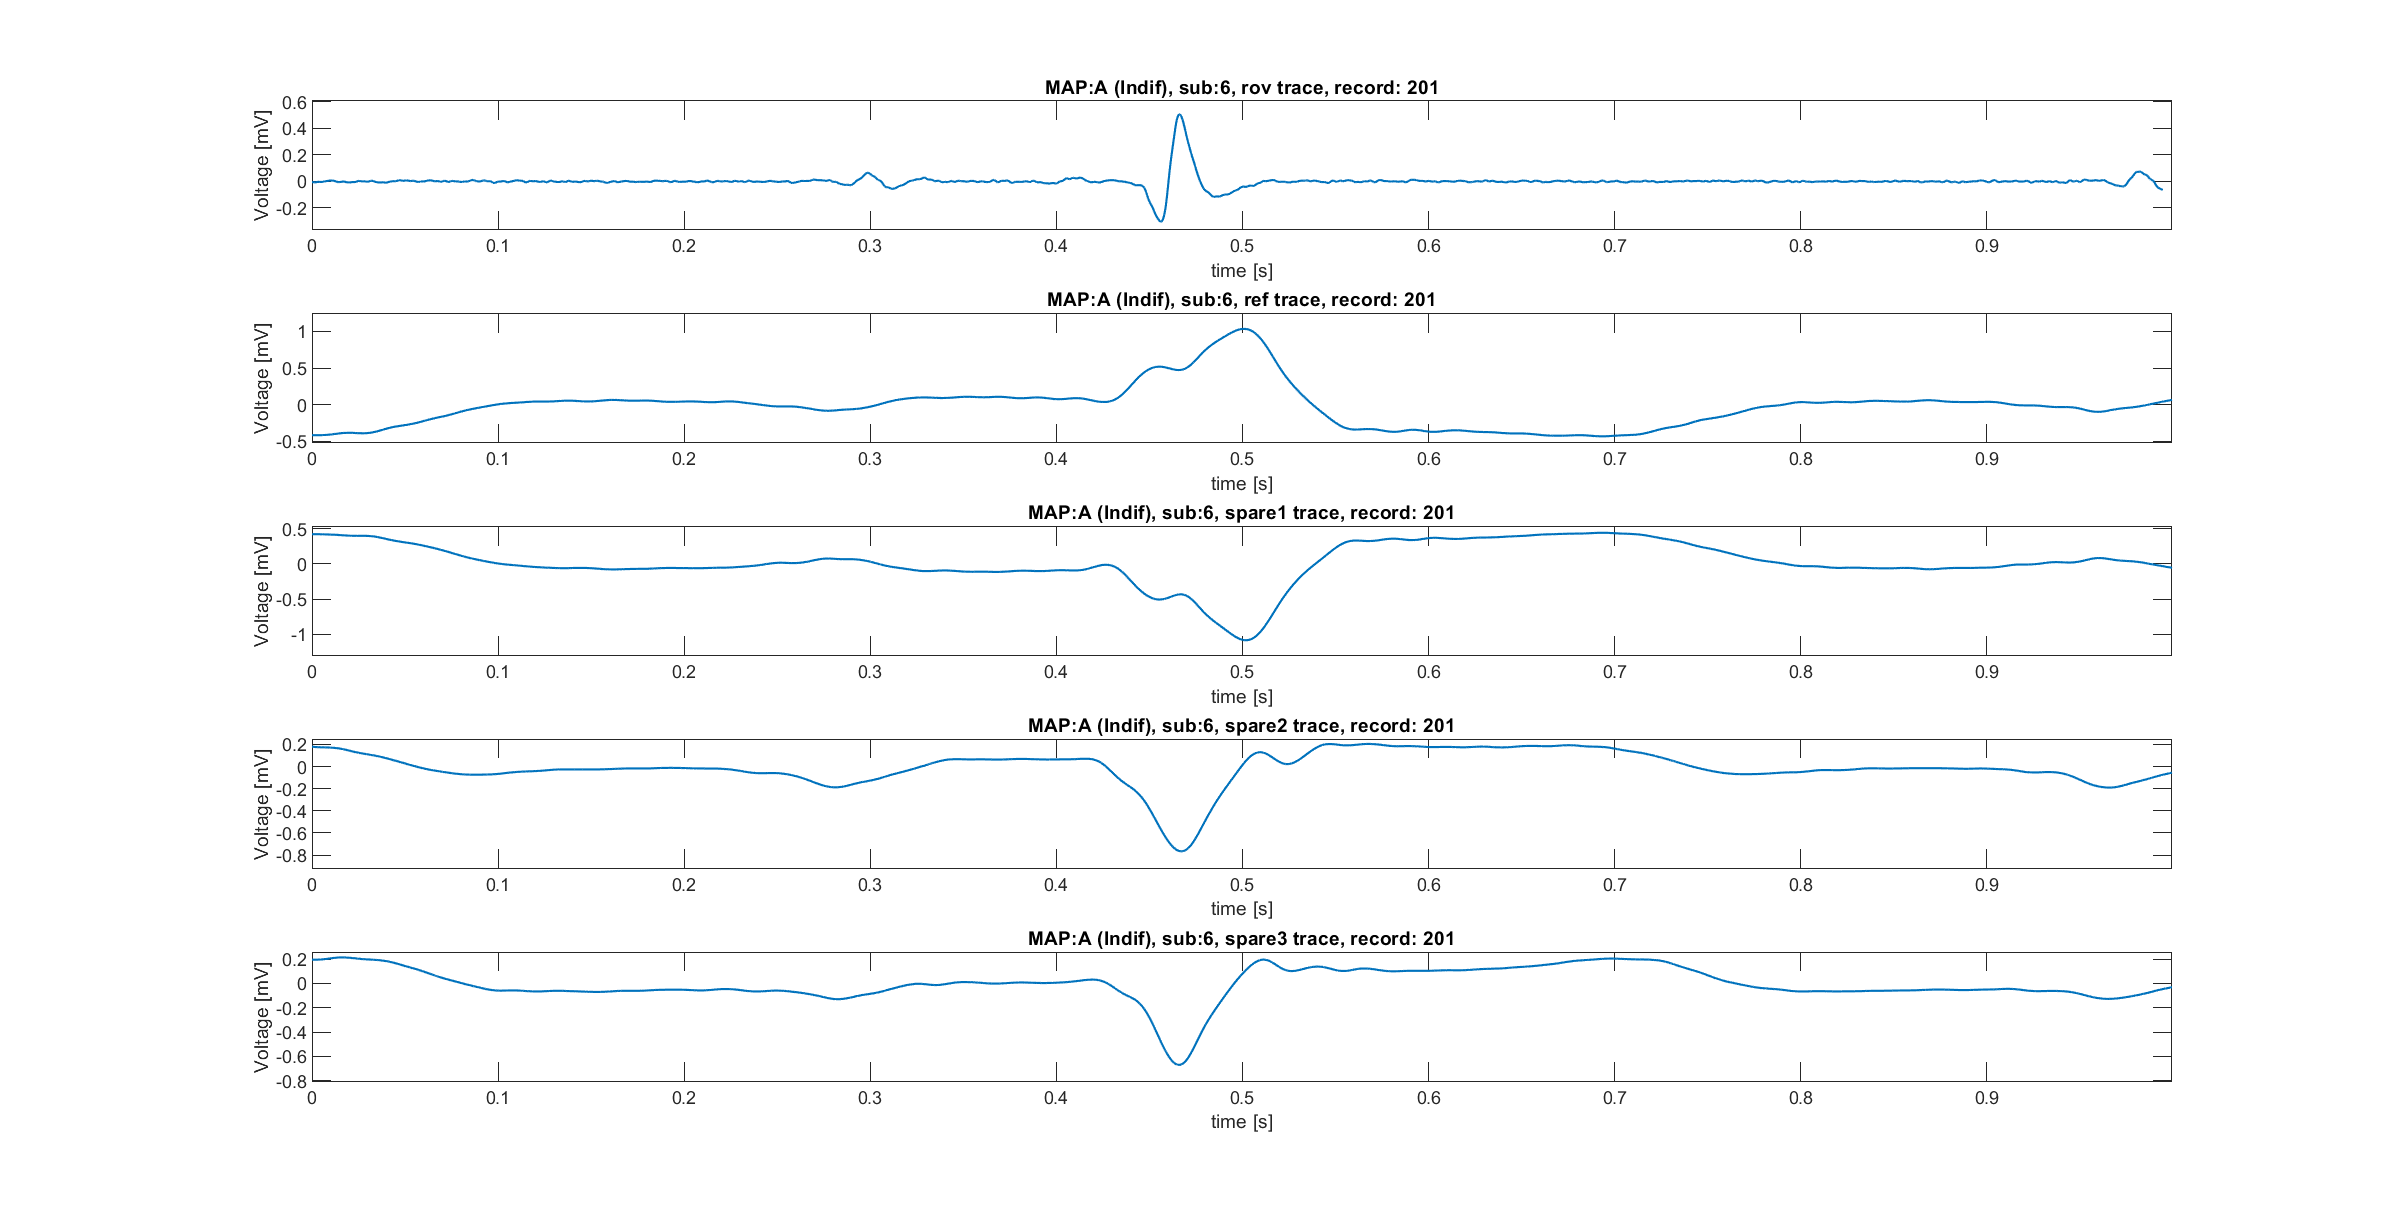 MAP:A (Indif), sub:6, rov trace, record: 201
Voltage [mV]
0.6
0.4
0.2
0
-0.2
0 0.1 0.2 0.3 0.4 0.5 0.6 0.7 0.8 0.9
time [s]
MAP:A (Indif), sub:6, ref trace, record: 201
Voltage [mV]
1
0.5
0
-0.5
0 0.1 0.2 0.3 0.4 0.5 0.6 0.7 0.8 0.9
time [s]
MAP:A (Indif), sub:6, spare1 trace, record: 201
Voltage [mV]
0.5
0
-0.5
-1
0 0.1 0.2 0.3 0.4 0.5 0.6 0.7 0.8 0.9
time [s]
MAP:A (Indif), sub:6, spare2 trace, record: 201
Voltage [mV]
0.2
0
-0.2
-0.4
-0.6
-0.8
0 0.1 0.2 0.3 0.4 0.5 0.6 0.7 0.8 0.9
time [s]
MAP:A (Indif), sub:6, spare3 trace, record: 201
Voltage [mV]
0.2
0
-0.2
-0.4
-0.6
-0.8
0 0.1 0.2 0.3 0.4 0.5 0.6 0.7 0.8 0.9
time [s]